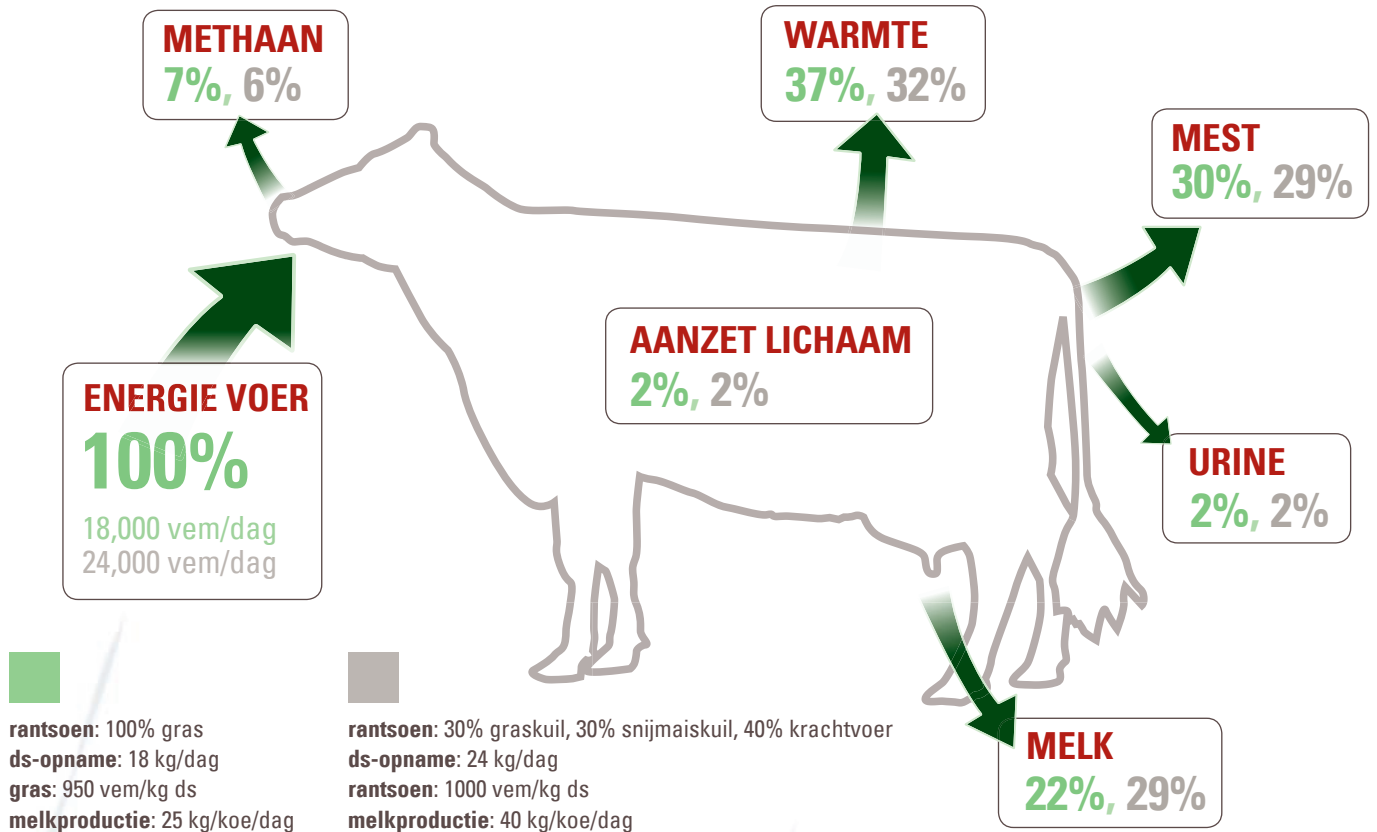 METHAAN
7%, 6%
WARMTE
37%, 32%
MEST
30%, 29%
AANZET LICHAAM
2%, 2%
ENERGIE VOER
100%
18,000 vem/dag
24,000 vem/dag
URINE
2%, 2%
MELK
22%, 29%
rantsoen: 100% gras
ds-opname: 18 kg/dag
gras: 950 vem/kg ds
melkproductie: 25 kg/koe/dag
rantsoen: 30% graskuil, 30% snijmaiskuil, 40% krachtvoer
ds-opname: 24 kg/dag
rantsoen: 1000 vem/kg ds
melkproductie: 40 kg/koe/dag